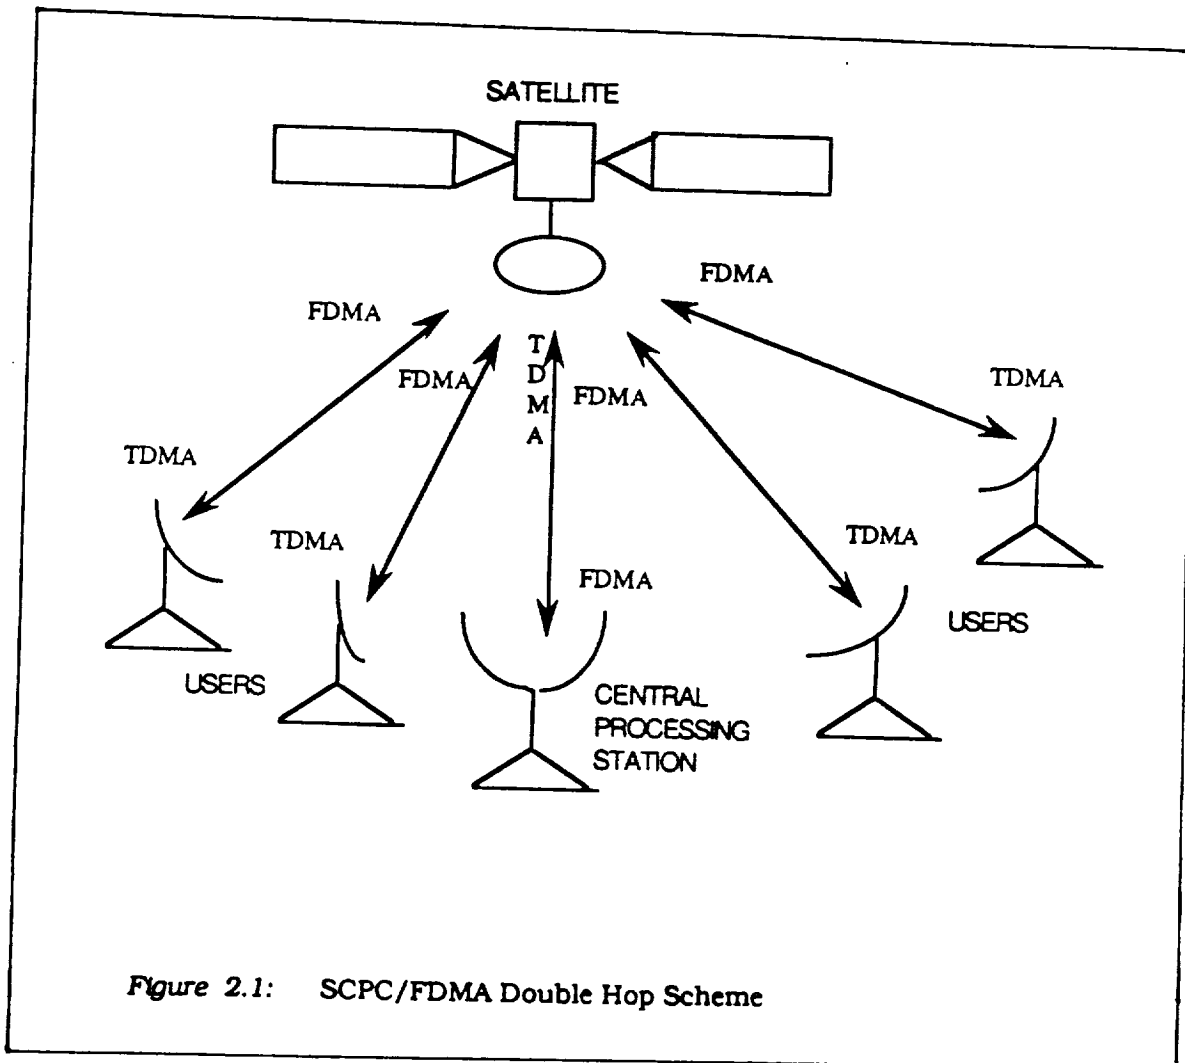 SATELLITE
FDMA
FDMA
FDMA
TDMA
FDMA
TDMA
TDMA
TDMA
TDMA
FDMA
USERS
USERS
CENTRAL
PROCESSING
STATION
Figure 2.1: SCPC/FDMA Double Hop Scheme